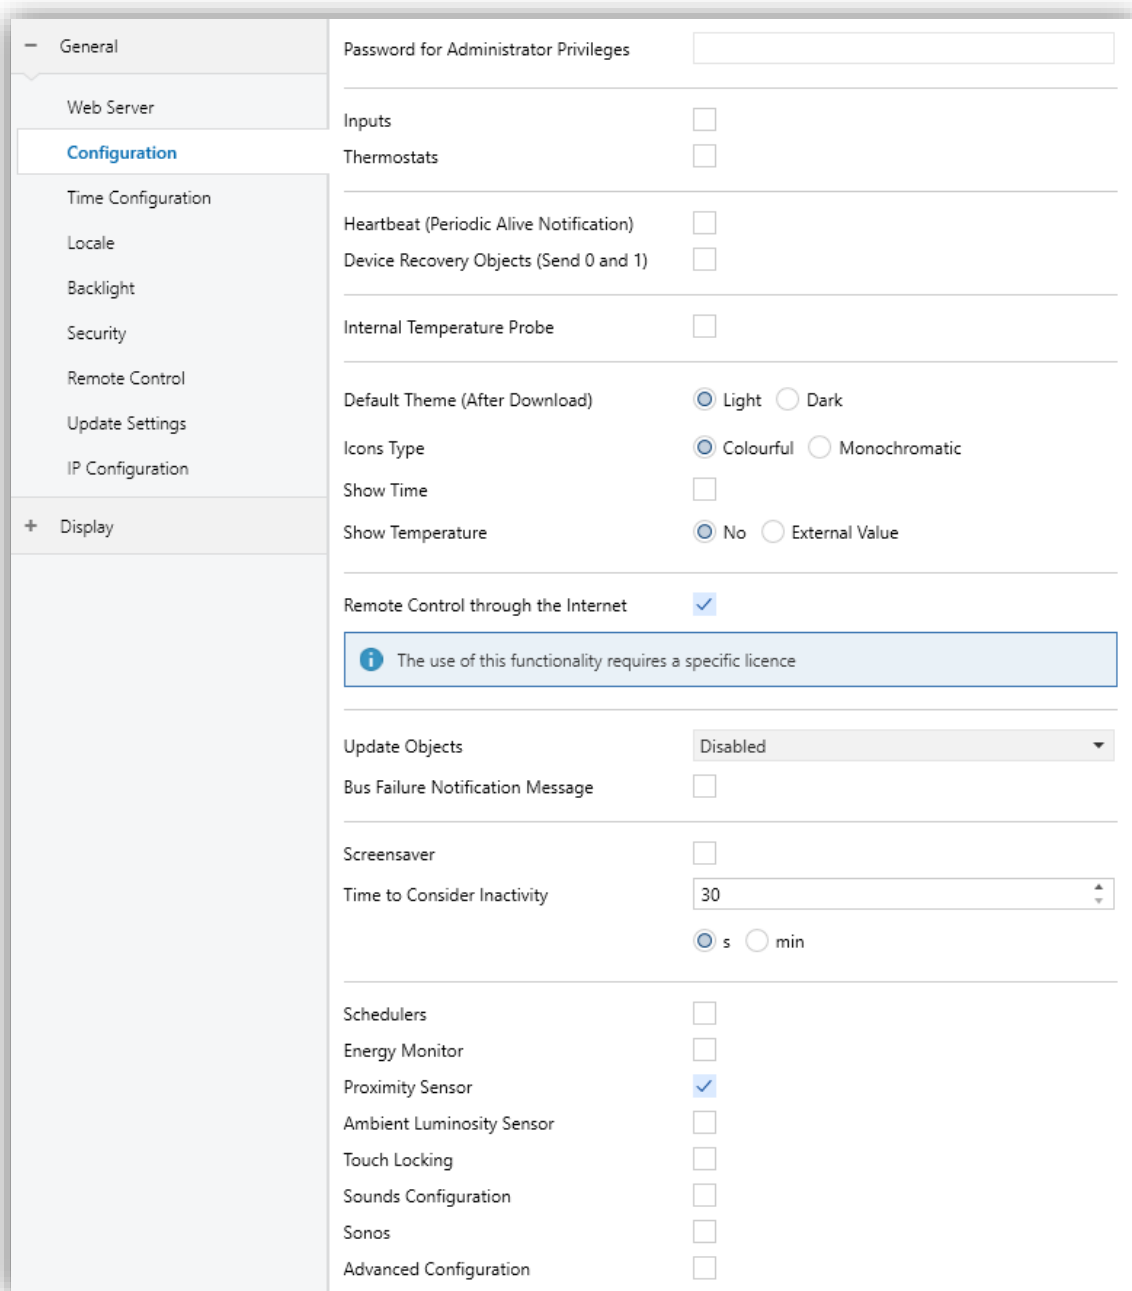 General
Web Server
Configuration
Time Configuration
Locale
Backlight
Security
Remote Control
Update Settings
IP Configuration
Display
Password for Administrator Privileges
Inputs
Thermostats
Heartbeat (Periodic Alive Notification)
Device Recovery Objects (Send 0 and 1)
Internal Temperature Probe
Default Theme (After Download) Light Dark
Icons Type Colourful Monochromatic
Show Time
Show Temperature No External Value
Remote Control through the Internet
The use of this functionality requires a specific licence
Update Objects Disabled
Bus Failure Notification Message
Screensaver
Time to Consider Inactivity 30
s min
Schedulers
Energy Monitor
Proximity Sensor
Ambient Luminosity Sensor
Touch Locking
Sounds Configuration
Sonos
Advanced Configuration